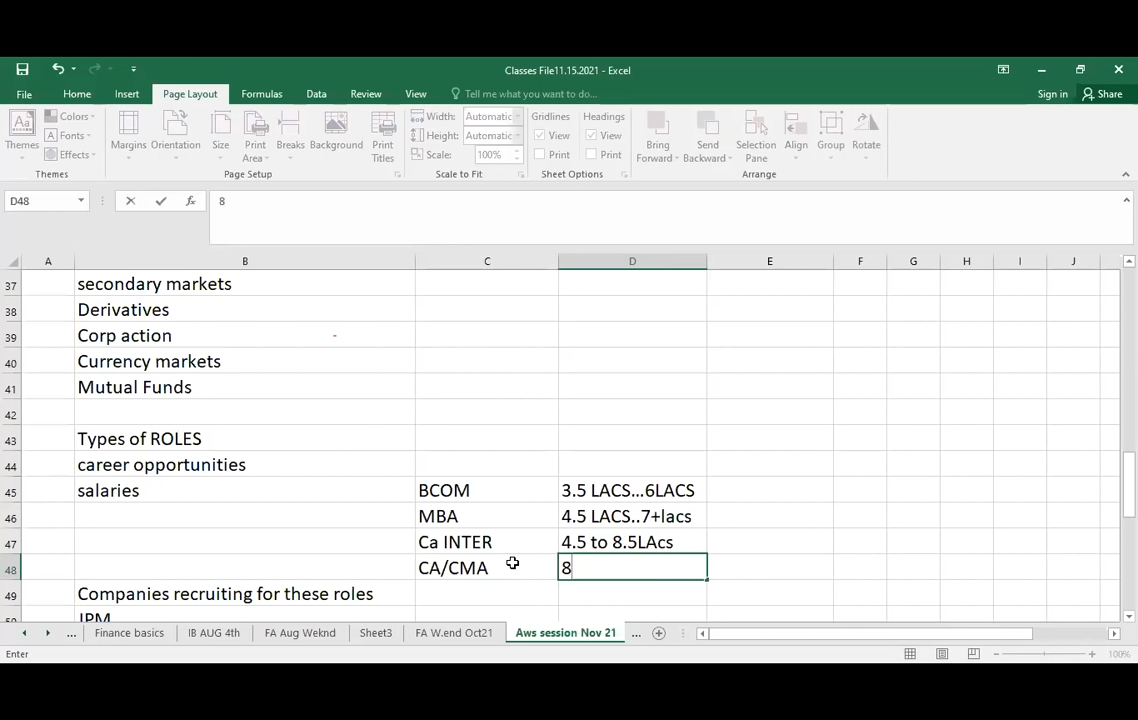 Classes File11.15.2021 - Excel
File Home Insert Page Layout Formulas Data Review View Tell me what you want to do... Sign in Share
Themes Colors Fonts Effects Margins Orientation Size Print Area Breaks Background Print Titles Width: Automatic Height: Automatic Scale: 100% Gridlines View Print Headings View Print Bring Forward Send Backward Selection Pane Align Group Rotate
Themes Page Setup Scale to Fit Sheet Options Arrange
D48 fx 8
A B C D E F G H I J
37 secondary markets
38 Derivatives
39 Corp action -
40 Currency markets
41 Mutual Funds
42
43 Types of ROLES
44 career opportunities
45 salaries BCOM 3.5 LACS...6LACS
46 MBA 4.5 LACS..7+lacs
47 Ca INTER 4.5 to 8.5LAcs
48 CA/CMA 8
49 Companies recruiting for these roles
50 JPM
... Finance basics IB AUG 4th FA Aug Weknd Sheet3 FA W.end Oct21 Aws session Nov 21 ...
Enter 100%